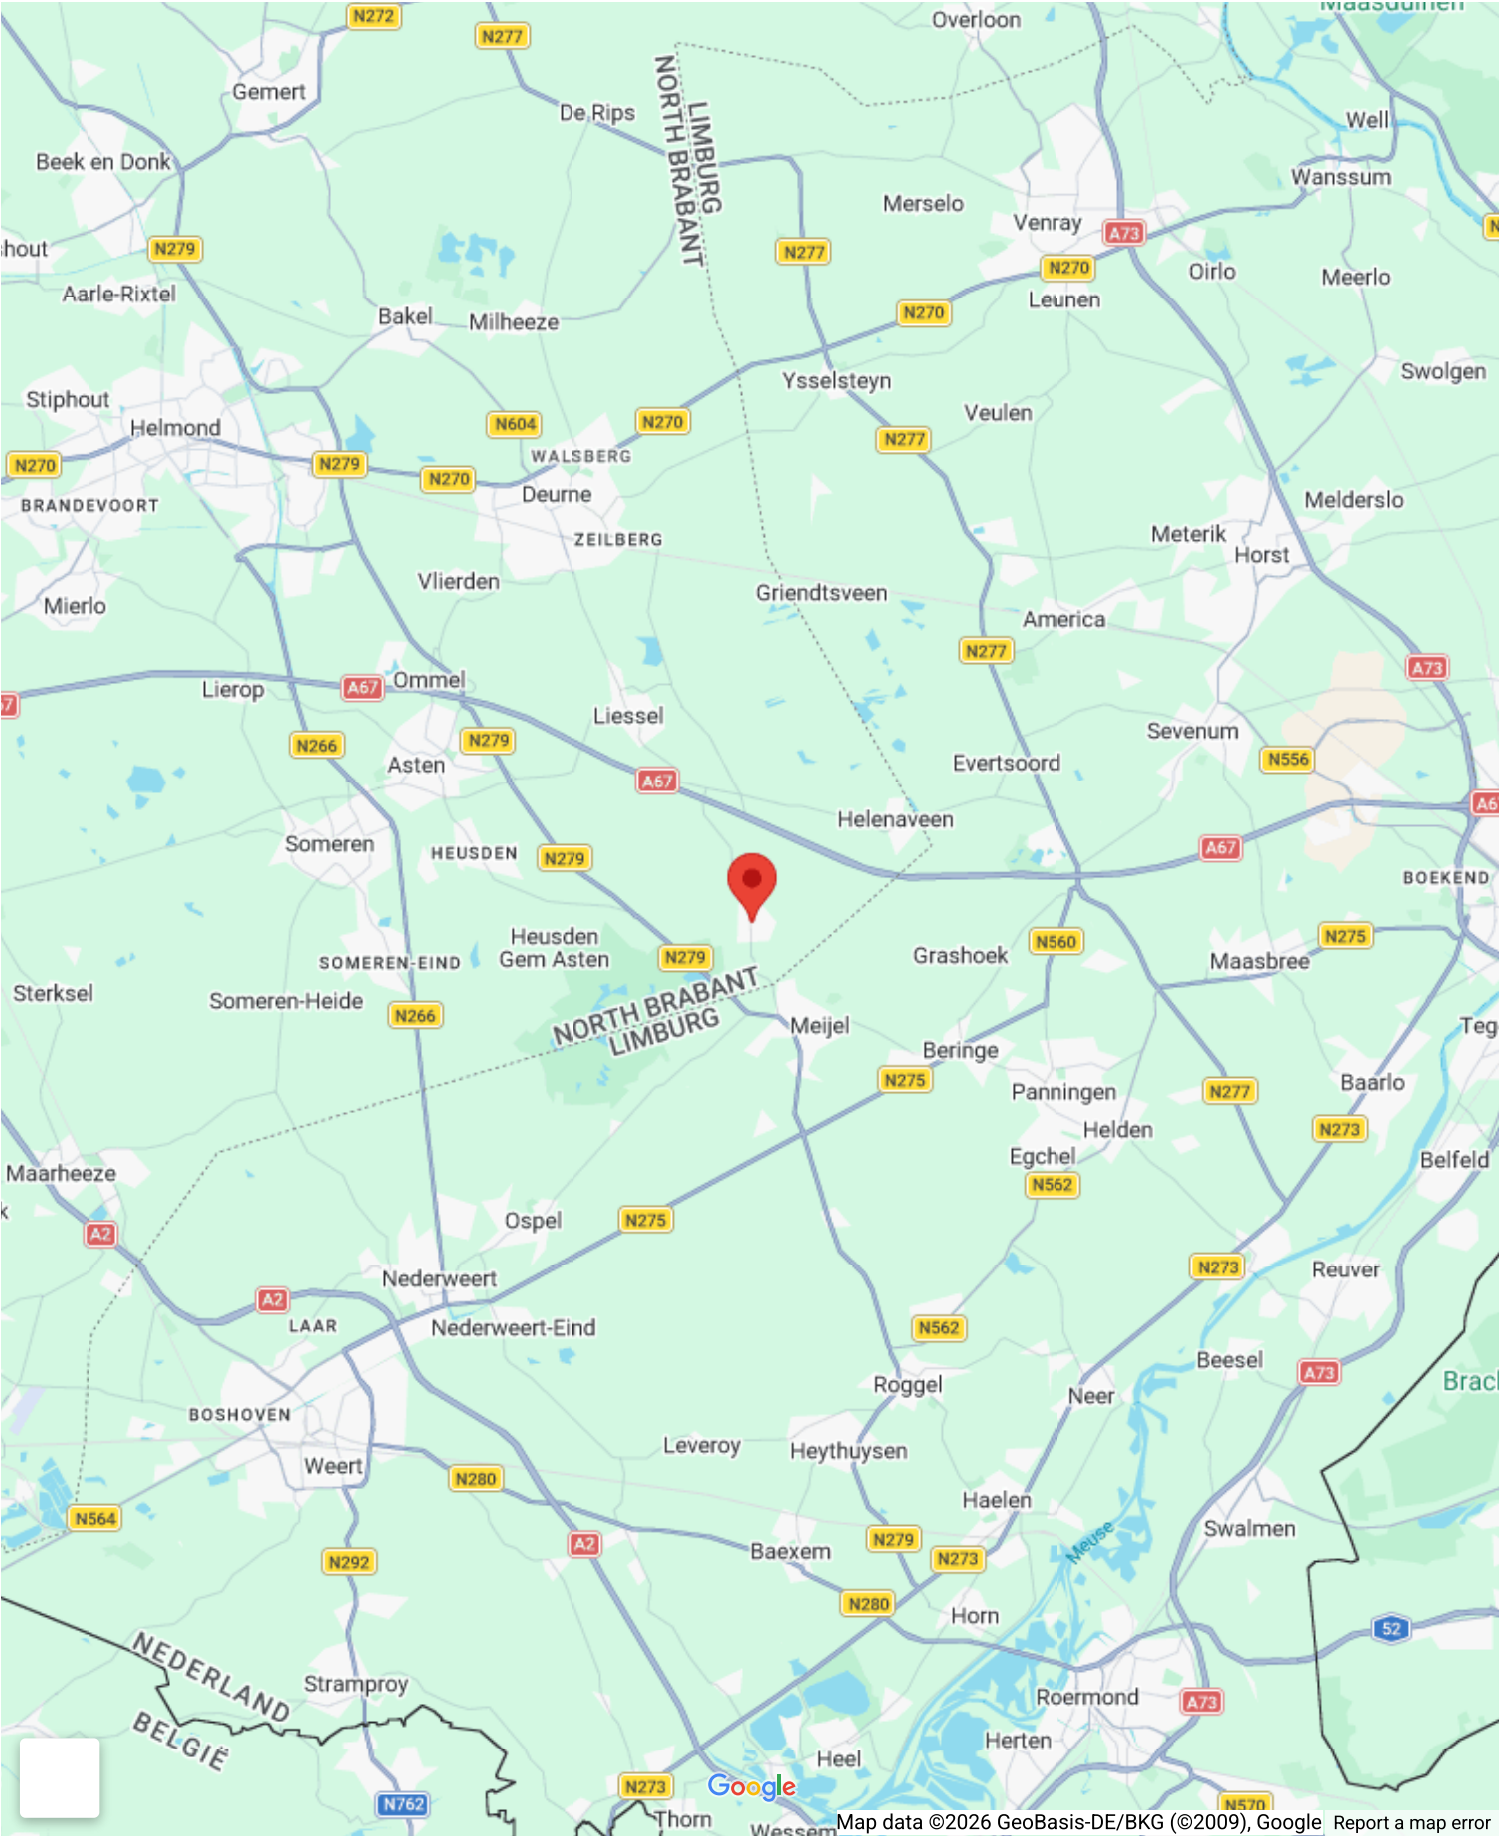 Maasduinen
N272
Overloon
N277
Gemert
De Rips
Well
LIMBURG
NORTH BRABANT
Beek en Donk
Wanssum
Merselo
Venray
A73
N279
N277
N270
Oirlo
Meerlo
Aarle-Rixtel
Leunen
Bakel
Milheeze
N270
Ysselsteyn
Swolgen
Stiphout
Veulen
Helmond
N604
N270
N277
WALSBERG
N270
N279
N270
Deurne
Melderslo
BRANDEVOORT
Meterik
ZEILBERG
Horst
Vlierden
Griendtsveen
Mierlo
America
N277
A73
Ommel
Lierop
A67
Liessel
Sevenum
N266
N279
N556
Asten
Evertsoord
A67
Helenaveen
Someren
HEUSDEN
N279
A67
BOEKEND
Heusden
Gem Asten
N279
N560
N275
Grashoek
Maasbree
SOMEREN-EIND
Sterksel
Someren-Heide
N266
NORTH BRABANT
LIMBURG
Meijel
Beringe
N275
Panningen
N277
Baarlo
N273
Helden
Egchel
Belfeld
Maarheeze
N562
A2
Ospel
N275
Nederweert
N273
Reuver
A2
LAAR
Nederweert-Eind
N562
Beesel
A73
Roggel
Neer
BOSHOVEN
Leveroy
Heythuysen
Weert
N280
Haelen
N564
Swalmen
A2
N279
Meuse
Baexem
N273
N292
N280
Horn
52
NEDERLAND
BELGIË
Stramproy
Roermond
A73
Herten
Heel
N273
Google
N762
N570
Thorn
Wessem
Map data ©2026 GeoBasis-DE/BKG (©2009), Google
Report a map error